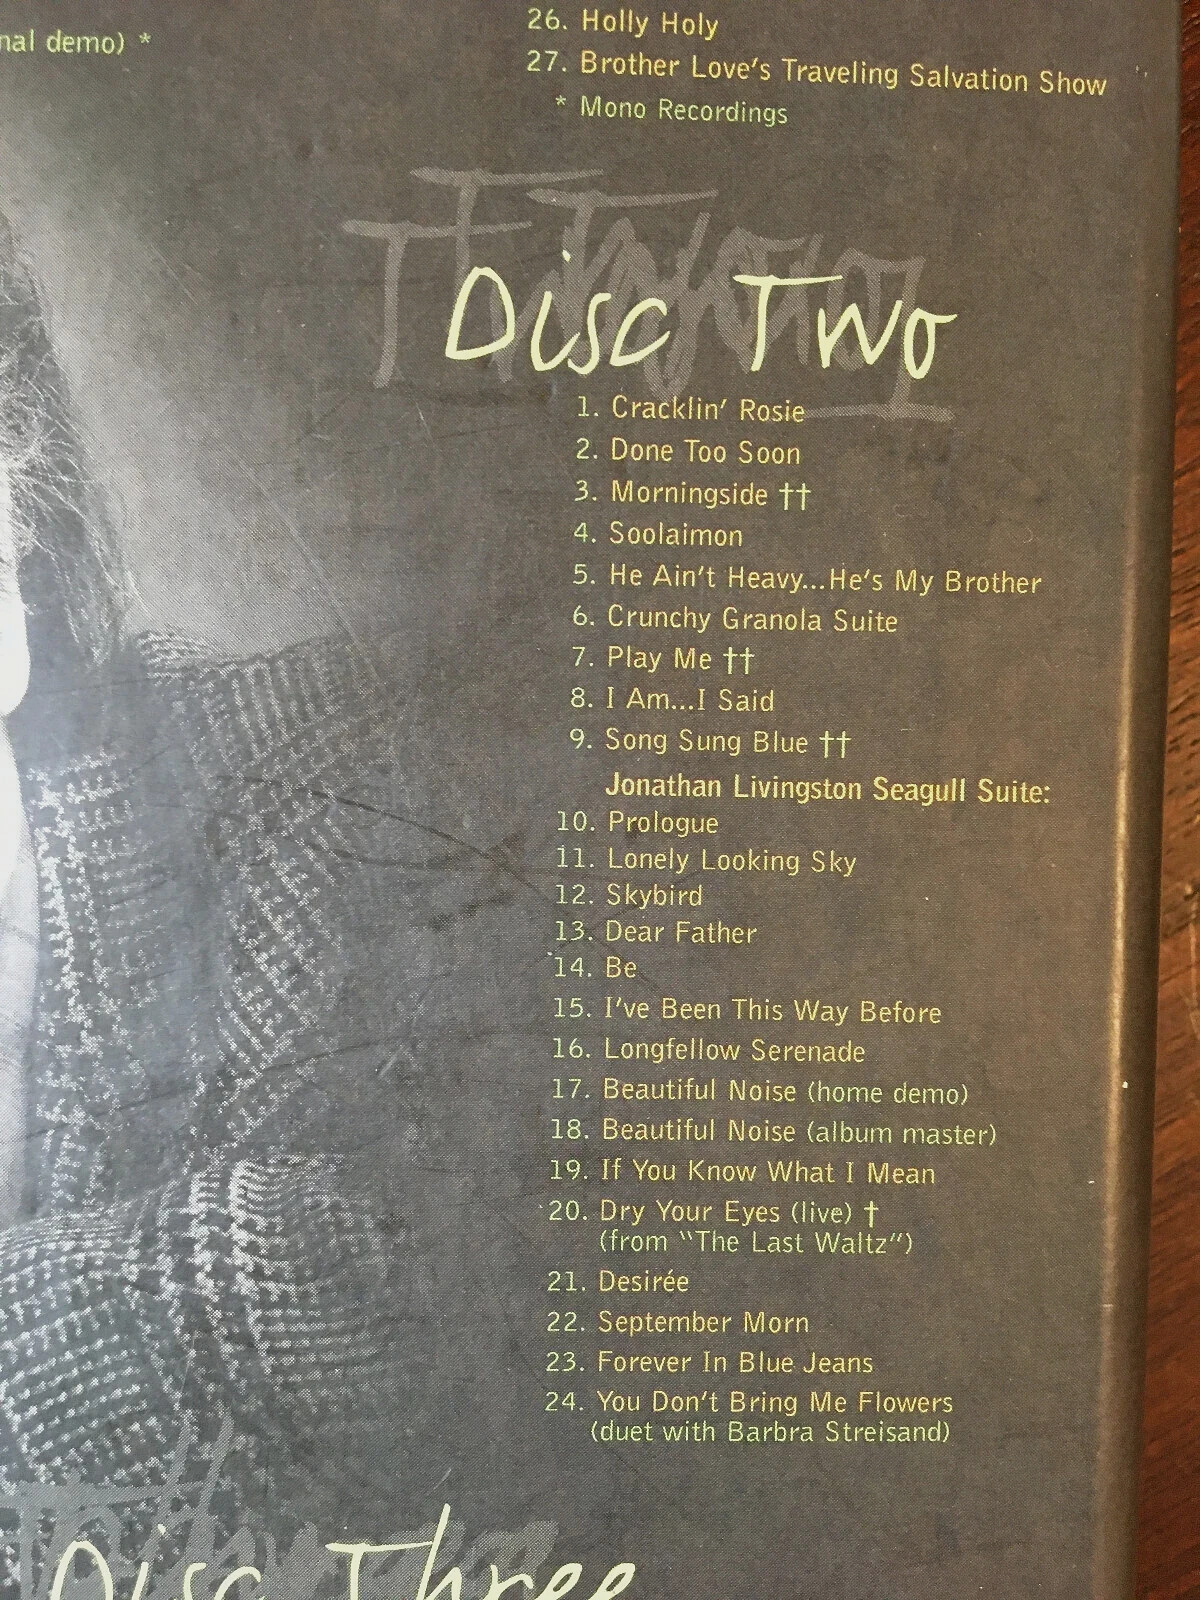 demo) *
26. Holly Holy
27. Brother Love's Traveling Salvation Show
* Mono Recordings
Disc Two
1. Cracklin' Rosie
2. Done Too Soon
3. Morningside ††
4. Soolaimon
5. He Ain't Heavy...He's My Brother
6. Crunchy Granola Suite
7. Play Me ††
8. I Am...I Said
9. Song Sung Blue ††
Jonathan Livingston Seagull Suite:
10. Prologue
11. Lonely Looking Sky
12. Skybird
13. Dear Father
14. Be
15. I've Been This Way Before
16. Longfellow Serenade
17. Beautiful Noise (home demo)
18. Beautiful Noise (album master)
19. If You Know What I Mean
20. Dry Your Eyes (live) †
(from "The Last Waltz")
21. Desirée
22. September Morn
23. Forever In Blue Jeans
24. You Don't Bring Me Flowers
(duet with Barbra Streisand)
Disc Three